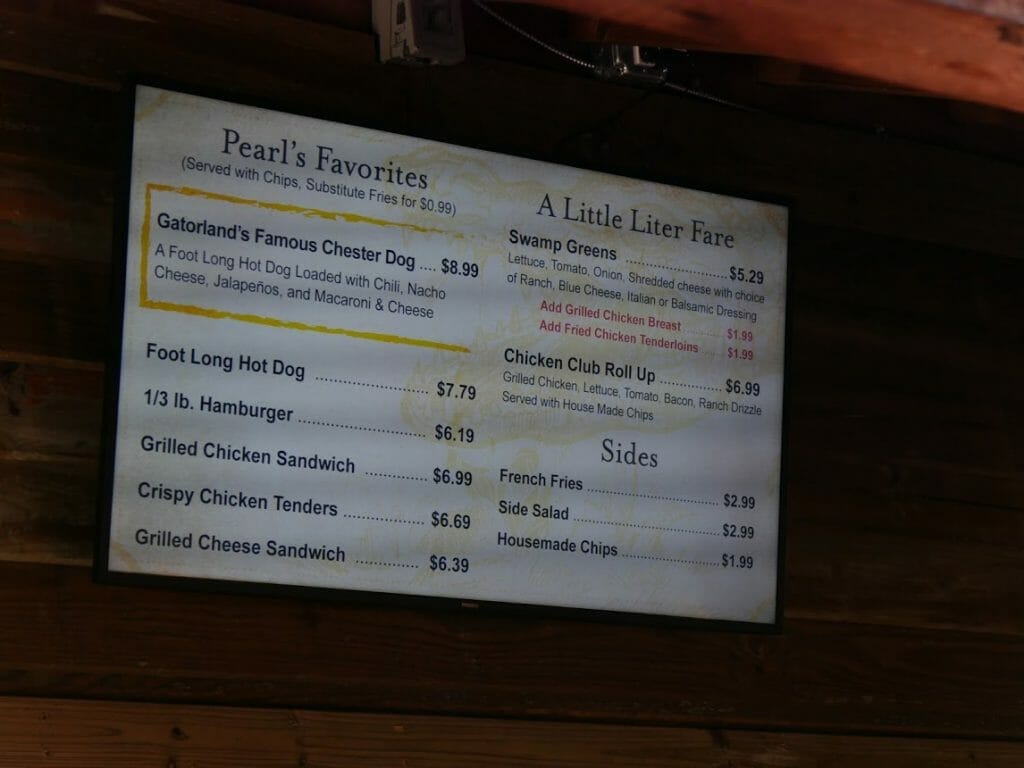 Pearl's Favorites
(Served with Chips, Substitute Fries for $0.99)
Gatorland's Famous Chester Dog .... $8.99
A Foot Long Hot Dog Loaded with Chili, Nacho
Cheese, Jalapeños, and Macaroni & Cheese
Foot Long Hot Dog ........................ $7.79
1/3 lb. Hamburger ........................... $6.19
Grilled Chicken Sandwich ............. $6.99
Crispy Chicken Tenders ................. $6.69
Grilled Cheese Sandwich ............. $6.39
A Little Liter Fare
Swamp Greens ........................ $5.29
Lettuce, Tomato, Onion, Shredded cheese with choice
of Ranch, Blue Cheese, Italian or Balsamic Dressing
Add Grilled Chicken Breast .......... $1.99
Add Fried Chicken Tenderloins ...... $1.99
Chicken Club Roll Up .............. $6.99
Grilled Chicken, Lettuce, Tomato, Bacon, Ranch Drizzle
Served with House Made Chips
Sides
French Fries ................................ $2.99
Side Salad ................................... $2.99
Housemade Chips ....................... $1.99